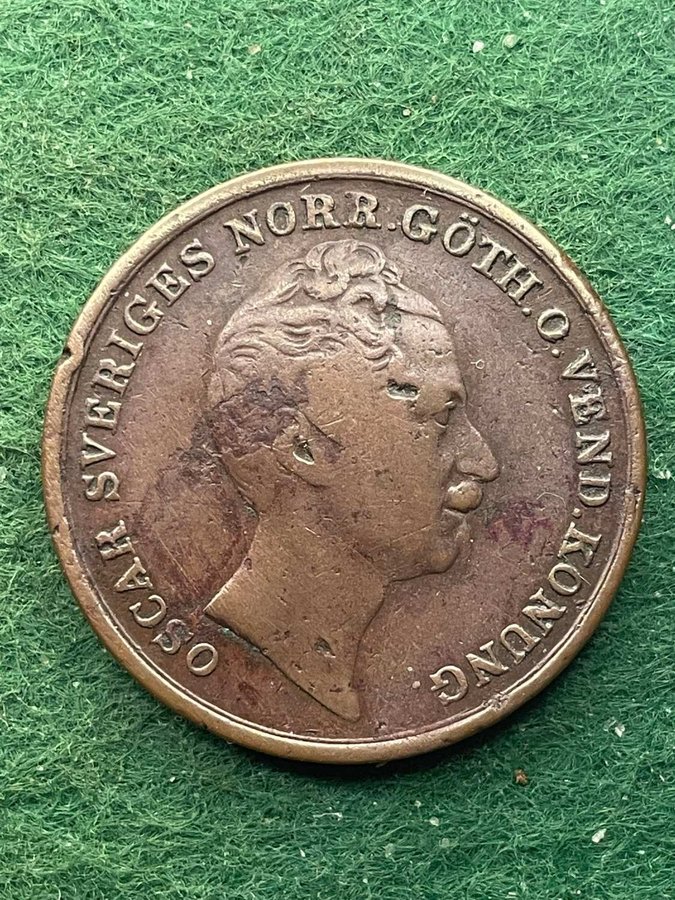 OSCAR SVERIGES NORR. GÖTH. O. VEND. KONUNG.